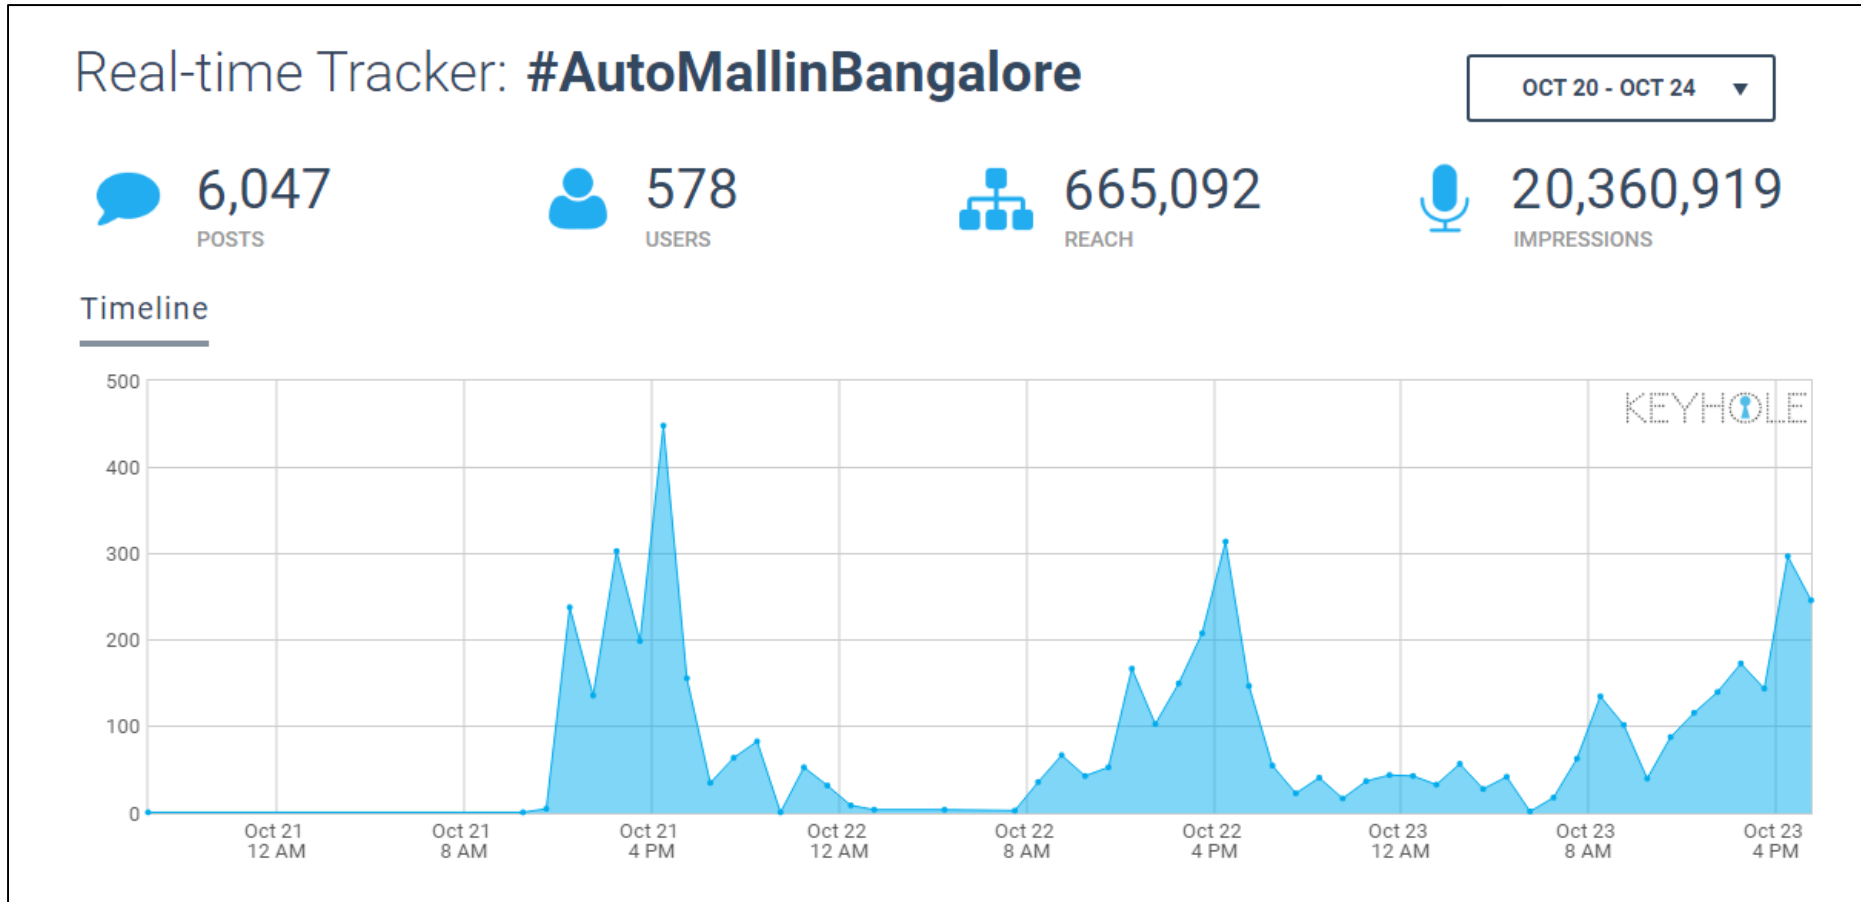 Real-time Tracker: #AutoMallinBangalore
OCT 20 - OCT 24
6,047
POSTS
578
USERS
665,092
REACH
20,360,919
IMPRESSIONS
Timeline
KEYHOLE
500
400
300
200
100
0
Oct 21
12 AM
Oct 21
8 AM
Oct 21
4 PM
Oct 22
12 AM
Oct 22
8 AM
Oct 22
4 PM
Oct 23
12 AM
Oct 23
8 AM
Oct 23
4 PM